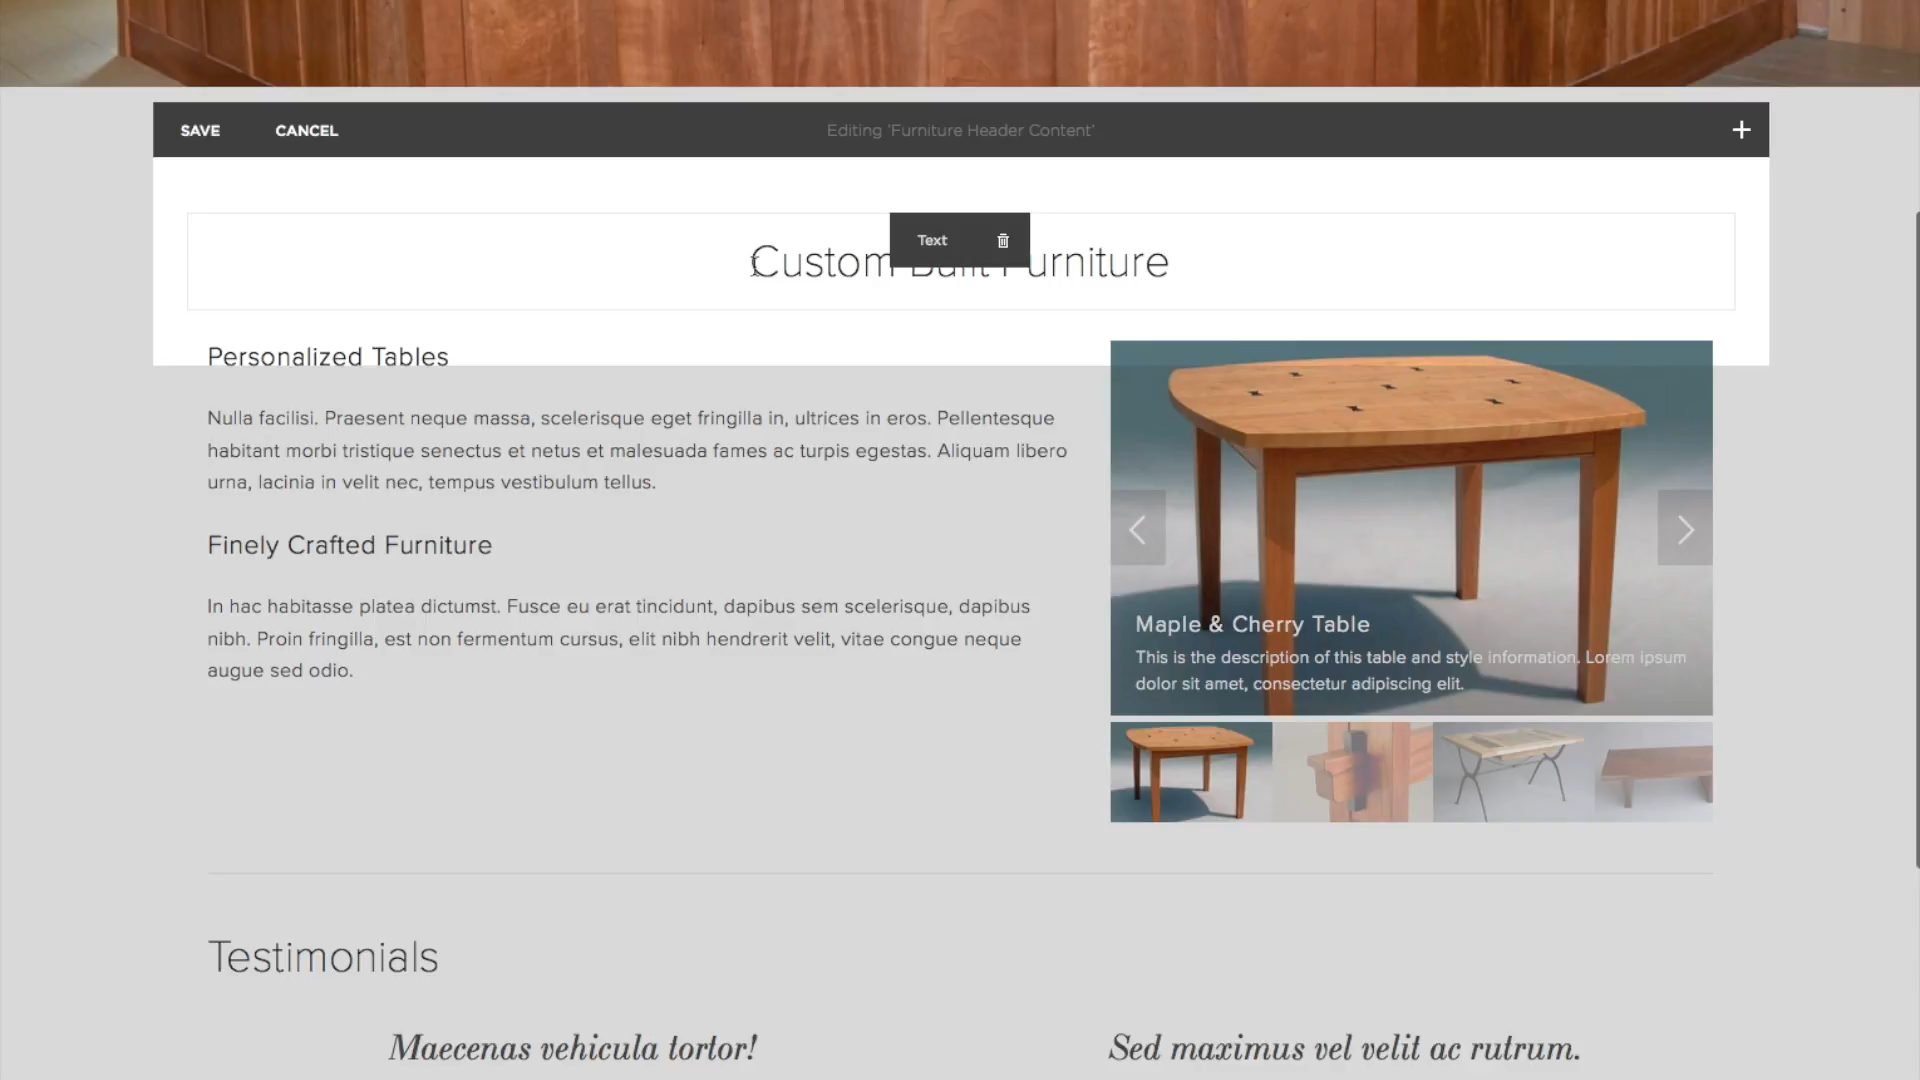 SAVE CANCEL Editing 'Furniture Header Content' +
Text
Custom Built Furniture
Personalized Tables
Nulla facilisi. Praesent neque massa, scelerisque eget fringilla in, ultrices in eros. Pellentesque
habitant morbi tristique senectus et netus et malesuada fames ac turpis egestas. Aliquam libero
urna, lacinia in velit nec, tempus vestibulum tellus.
Finely Crafted Furniture
In hac habitasse platea dictumst. Fusce eu erat tincidunt, dapibus sem scelerisque, dapibus
nibh. Proin fringilla, est non fermentum cursus, elit nibh hendrerit velit, vitae congue neque
augue sed odio.
Maple & Cherry Table
This is the description of this table and style information. Lorem ipsum
dolor sit amet, consectetur adipiscing elit.
Testimonials
Maecenas vehicula tortor!
Sed maximus vel velit ac rutrum.